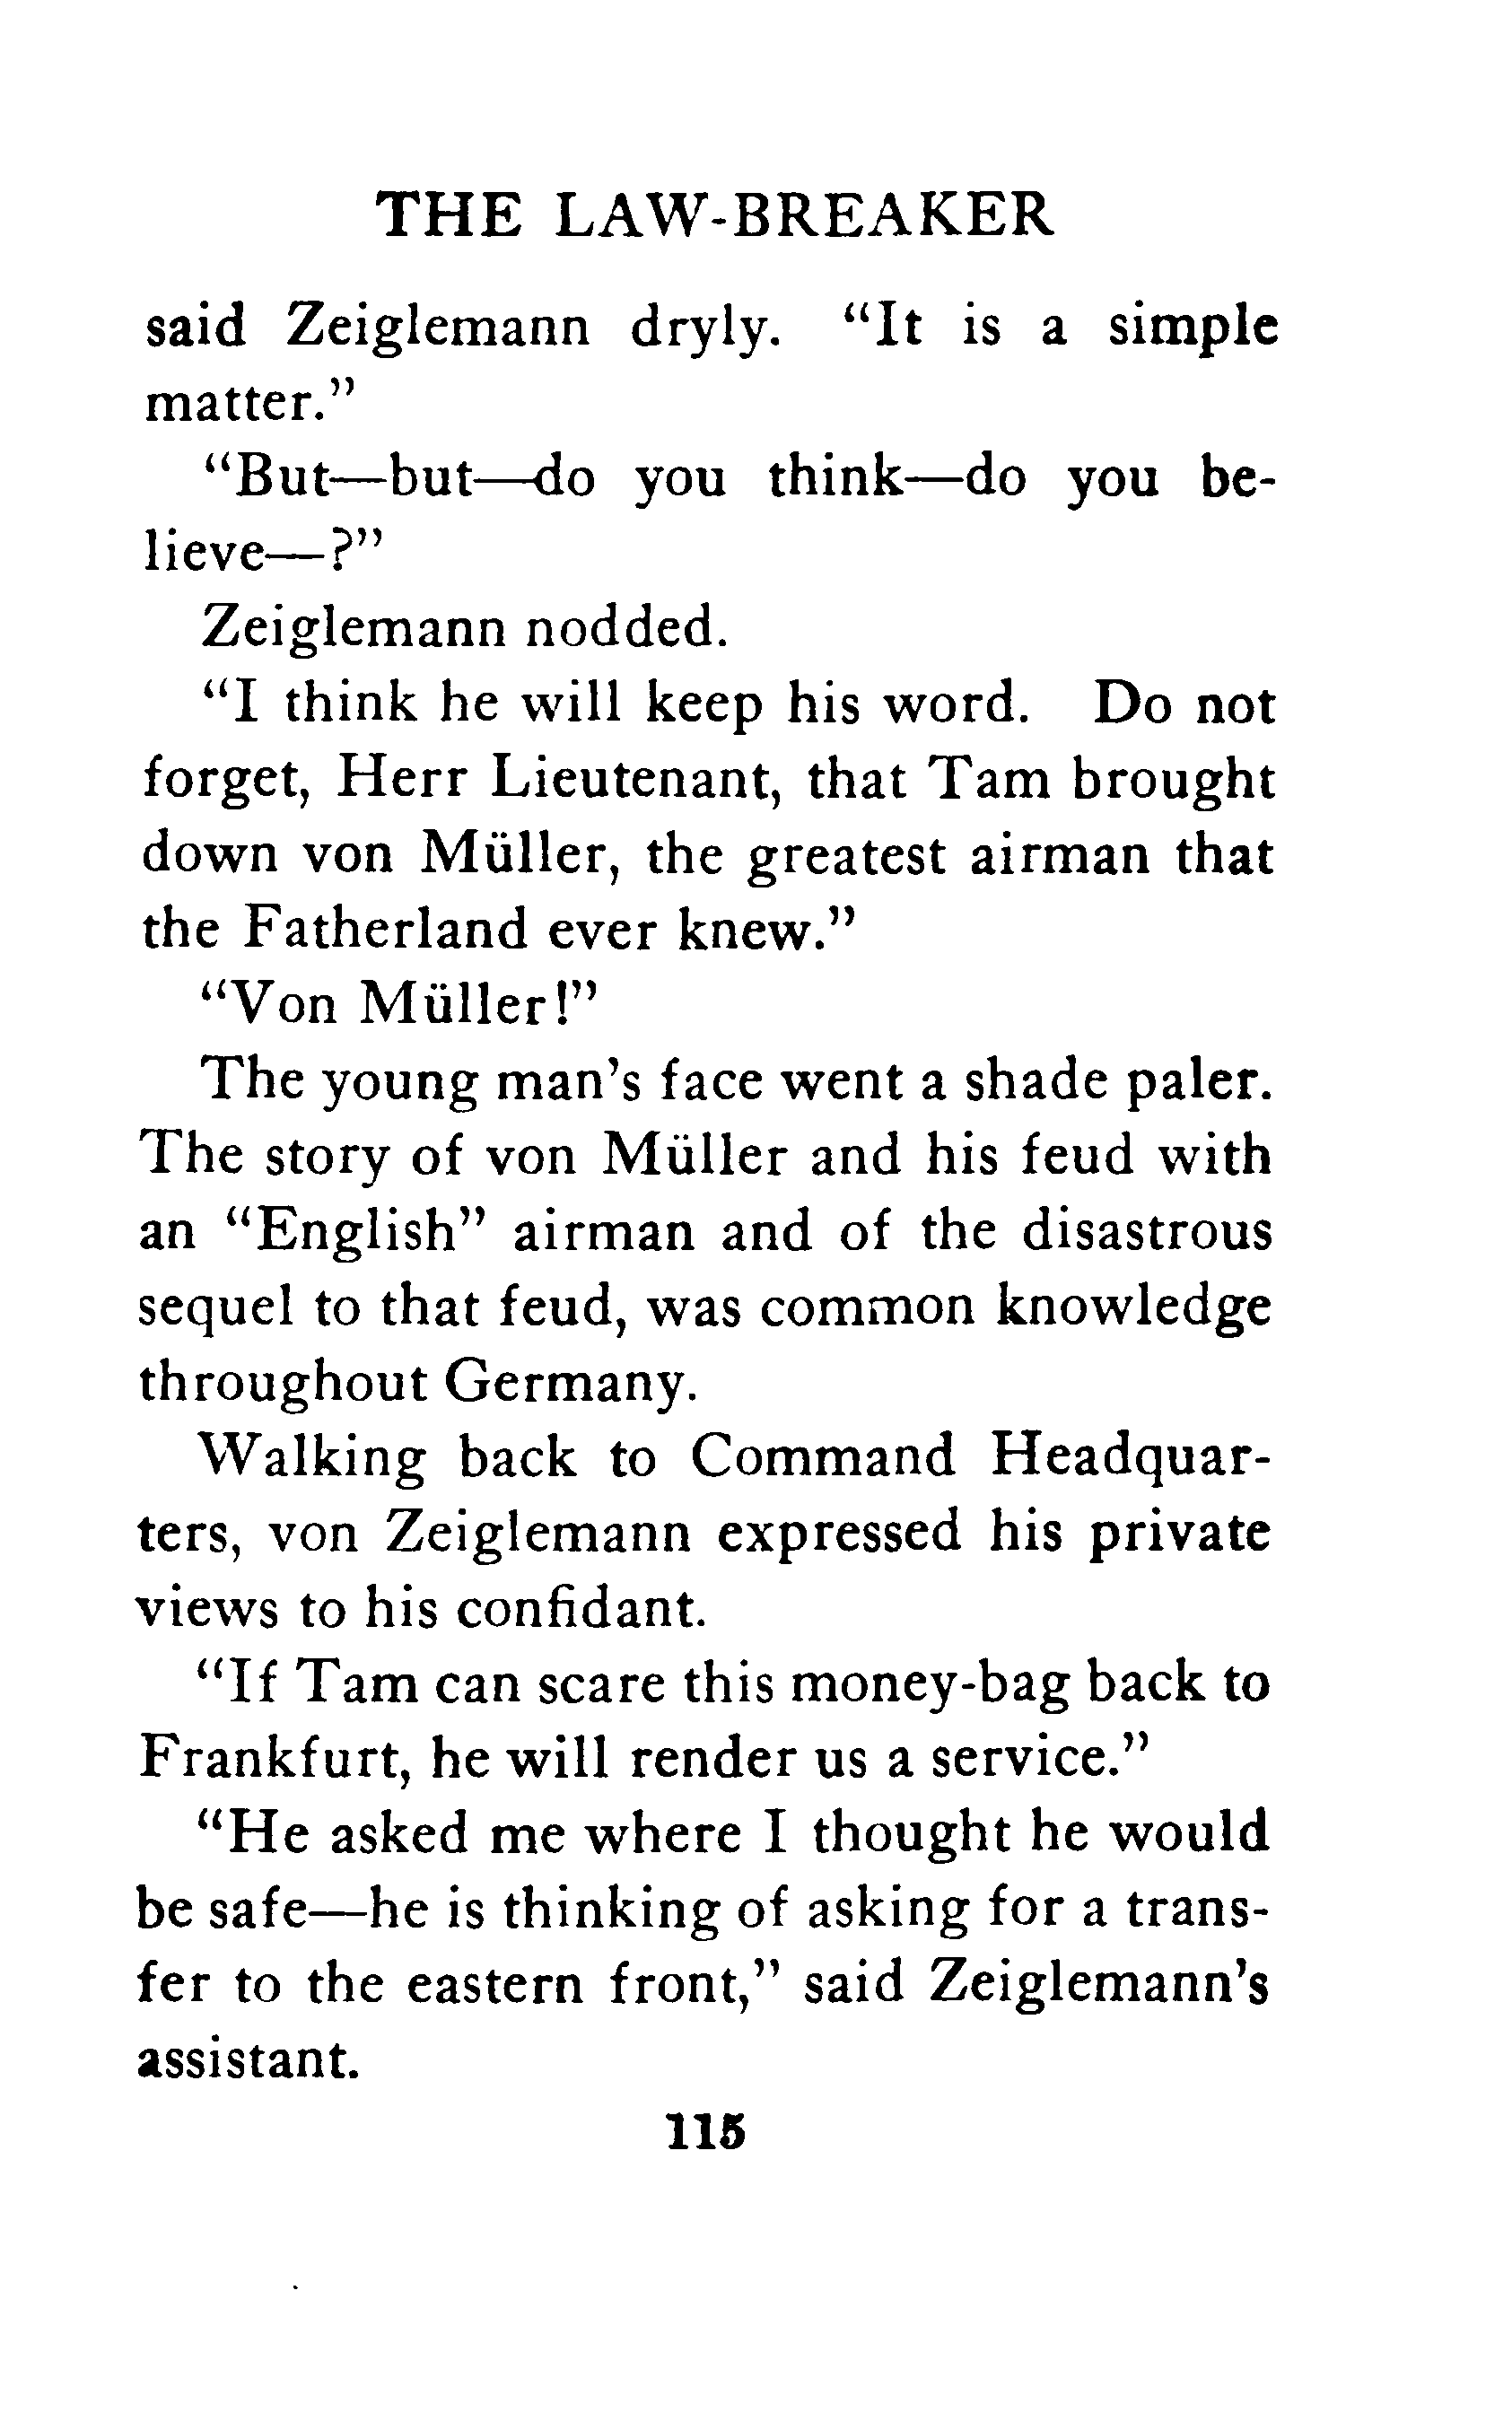 THE LAW-BREAKER
said Zeiglemann dryly. “It is a simple
matter.”
“But—but—do you think—do you be-
lieve—?”
Zeiglemann nodded.
“I think he will keep his word. Do not
forget, Herr Lieutenant, that Tam brought
down von Müller, the greatest airman that
the Fatherland ever knew.”
“Von Müller!”
The young man’s face went a shade paler.
The story of von Müller and his feud with
an “English” airman and of the disastrous
sequel to that feud, was common knowledge
throughout Germany.
Walking back to Command Headquar-
ters, von Zeiglemann expressed his private
views to his confidant.
“If Tam can scare this money-bag back to
Frankfurt, he will render us a service.”
“He asked me where I thought he would
be safe—he is thinking of asking for a trans-
fer to the eastern front,” said Zeiglemann’s
assistant.
115